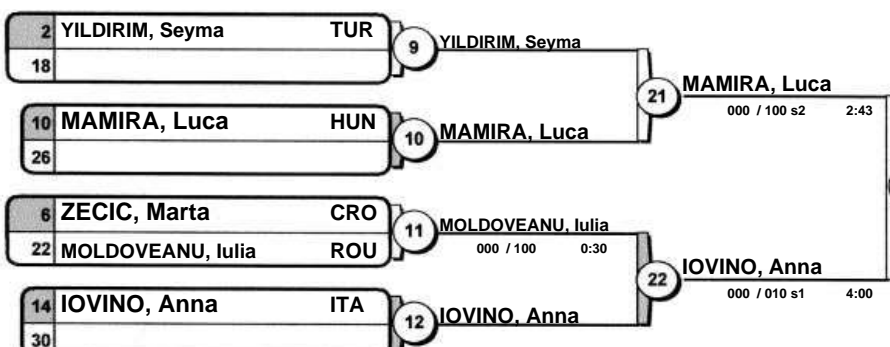 2 YILDIRIM, Seyma TUR
18
9 YILDIRIM, Seyma
10 MAMIRA, Luca HUN
26
10 MAMIRA, Luca
21 MAMIRA, Luca
000 / 100 s2 2:43
6 ZECIC, Marta CRO
22 MOLDOVEANU, Iulia ROU
11 MOLDOVEANU, Iulia
000 / 100 0:30
14 IOVINO, Anna ITA
30
12 IOVINO, Anna
22 IOVINO, Anna
000 / 010 s1 4:00